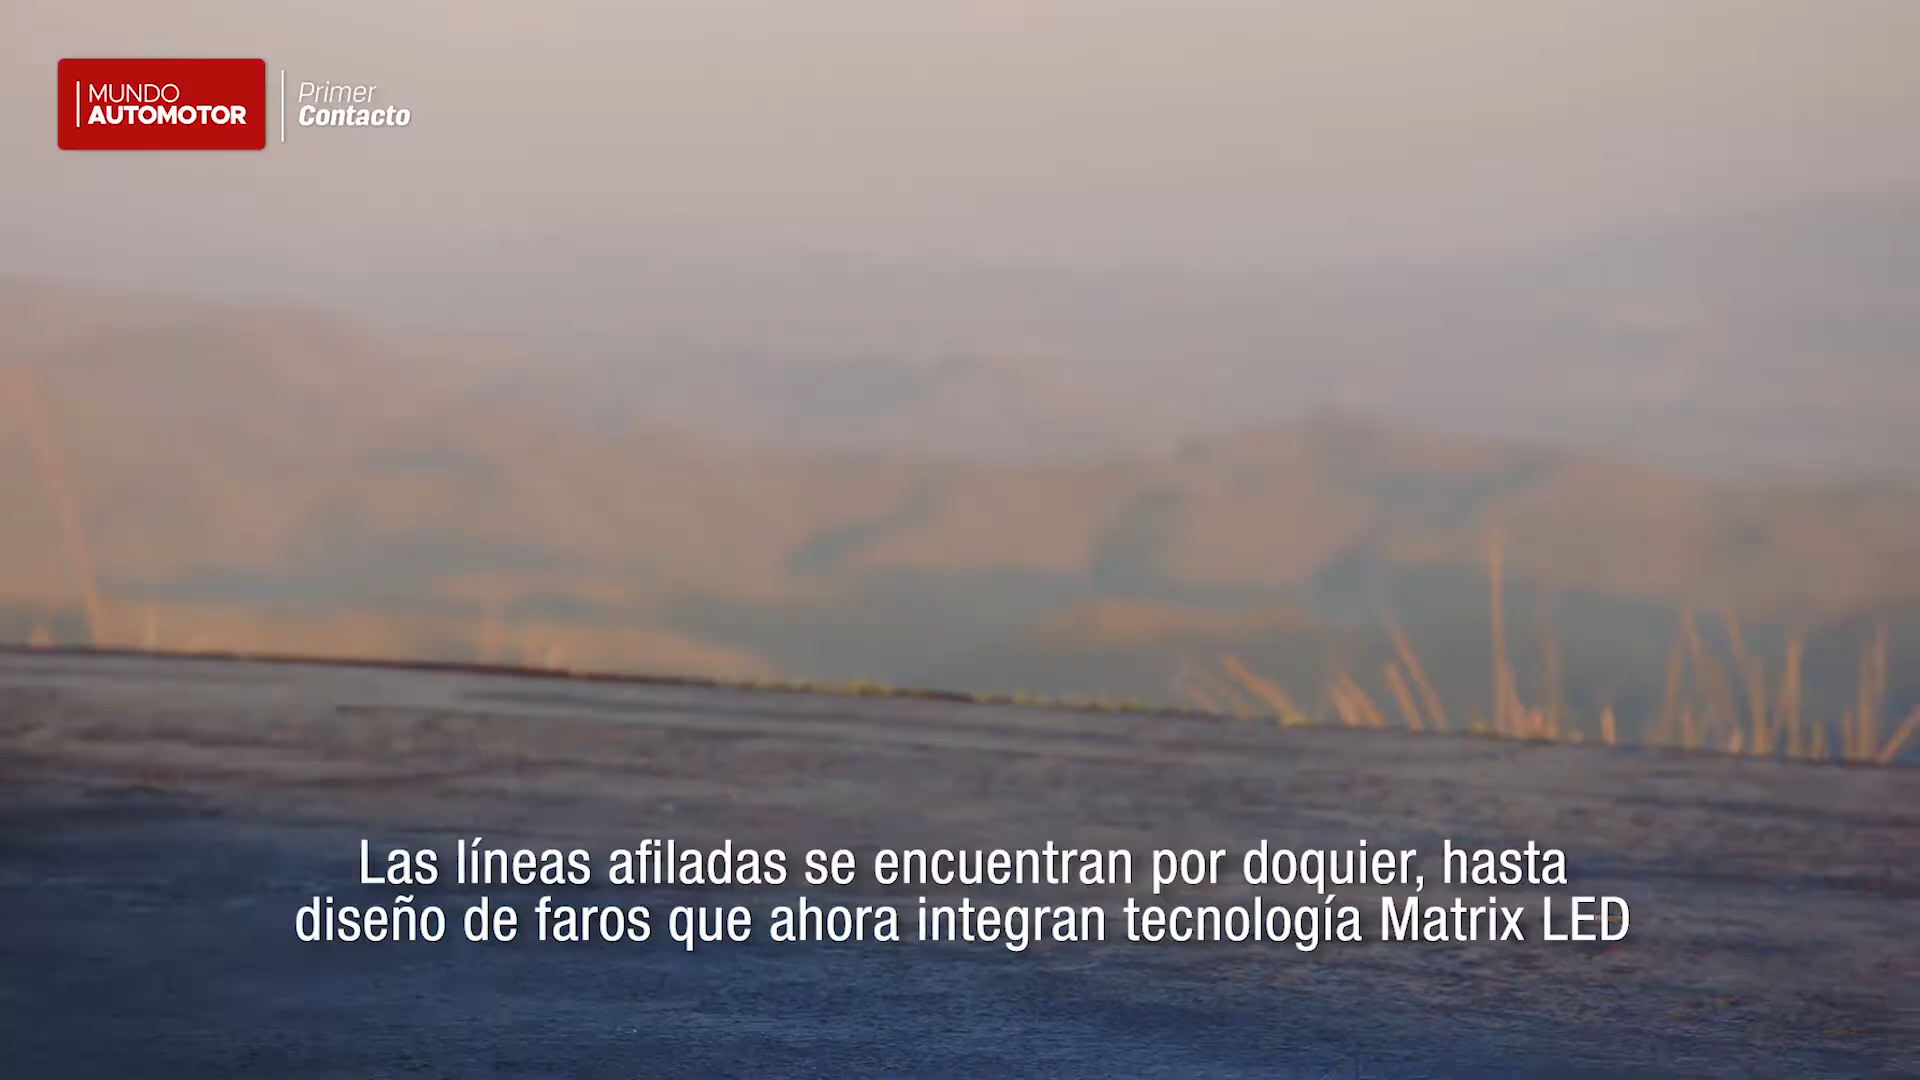 MUNDO
AUTOMOTOR
Primer
Contacto
Las líneas afiladas se encuentran por doquier, hasta
diseño de faros que ahora integran tecnología Matrix LED